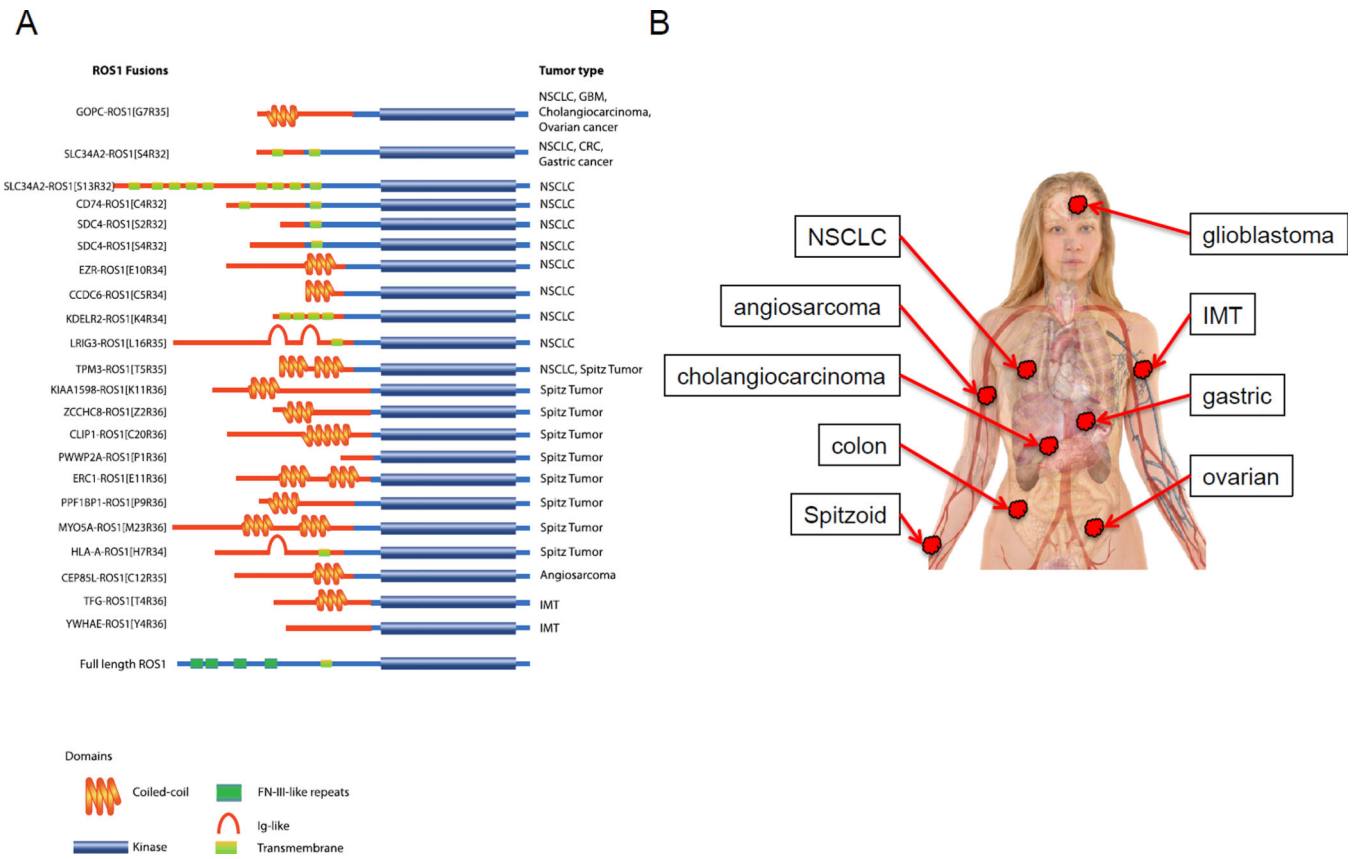 A
ROS1 Fusions
Tumor type
GOPC-ROS1[G7R35]
NSCLC, GBM,
Cholangiocarcinoma,
Ovarian cancer
SLC34A2-ROS1[S4R32]
NSCLC, CRC,
Gastric cancer
SLC34A2-ROS1[S13R32]
NSCLC
CD74-ROS1[C4R32]
NSCLC
SDC4-ROS1[S2R32]
NSCLC
SDC4-ROS1[S4R32]
NSCLC
EZR-ROS1[E10R34]
NSCLC
CCDC6-ROS1[C5R34]
NSCLC
KDELR2-ROS1[K4R34]
NSCLC
LRIG3-ROS1[L16R35]
NSCLC
TPM3-ROS1[T5R35]
NSCLC, Spitz Tumor
KIAA1598-ROS1[K11R36]
Spitz Tumor
ZCCHC8-ROS1[Z2R36]
Spitz Tumor
CLIP1-ROS1[C20R36]
Spitz Tumor
PWWP2A-ROS1[P1R36]
Spitz Tumor
ERC1-ROS1[E11R36]
Spitz Tumor
PPF1BP1-ROS1[P9R36]
Spitz Tumor
MYO5A-ROS1[M23R36]
Spitz Tumor
HLA-A-ROS1[H7R34]
Spitz Tumor
CEP85L-ROS1[C12R35]
Angiosarcoma
TFG-ROS1[T4R36]
IMT
YWHAE-ROS1[Y4R36]
IMT
Full length ROS1
Domains
Coiled-coil
FN-III-like repeats
Ig-like
Kinase
Transmembrane
B
NSCLC
glioblastoma
angiosarcoma
IMT
cholangiocarcinoma
gastric
colon
ovarian
Spitzoid